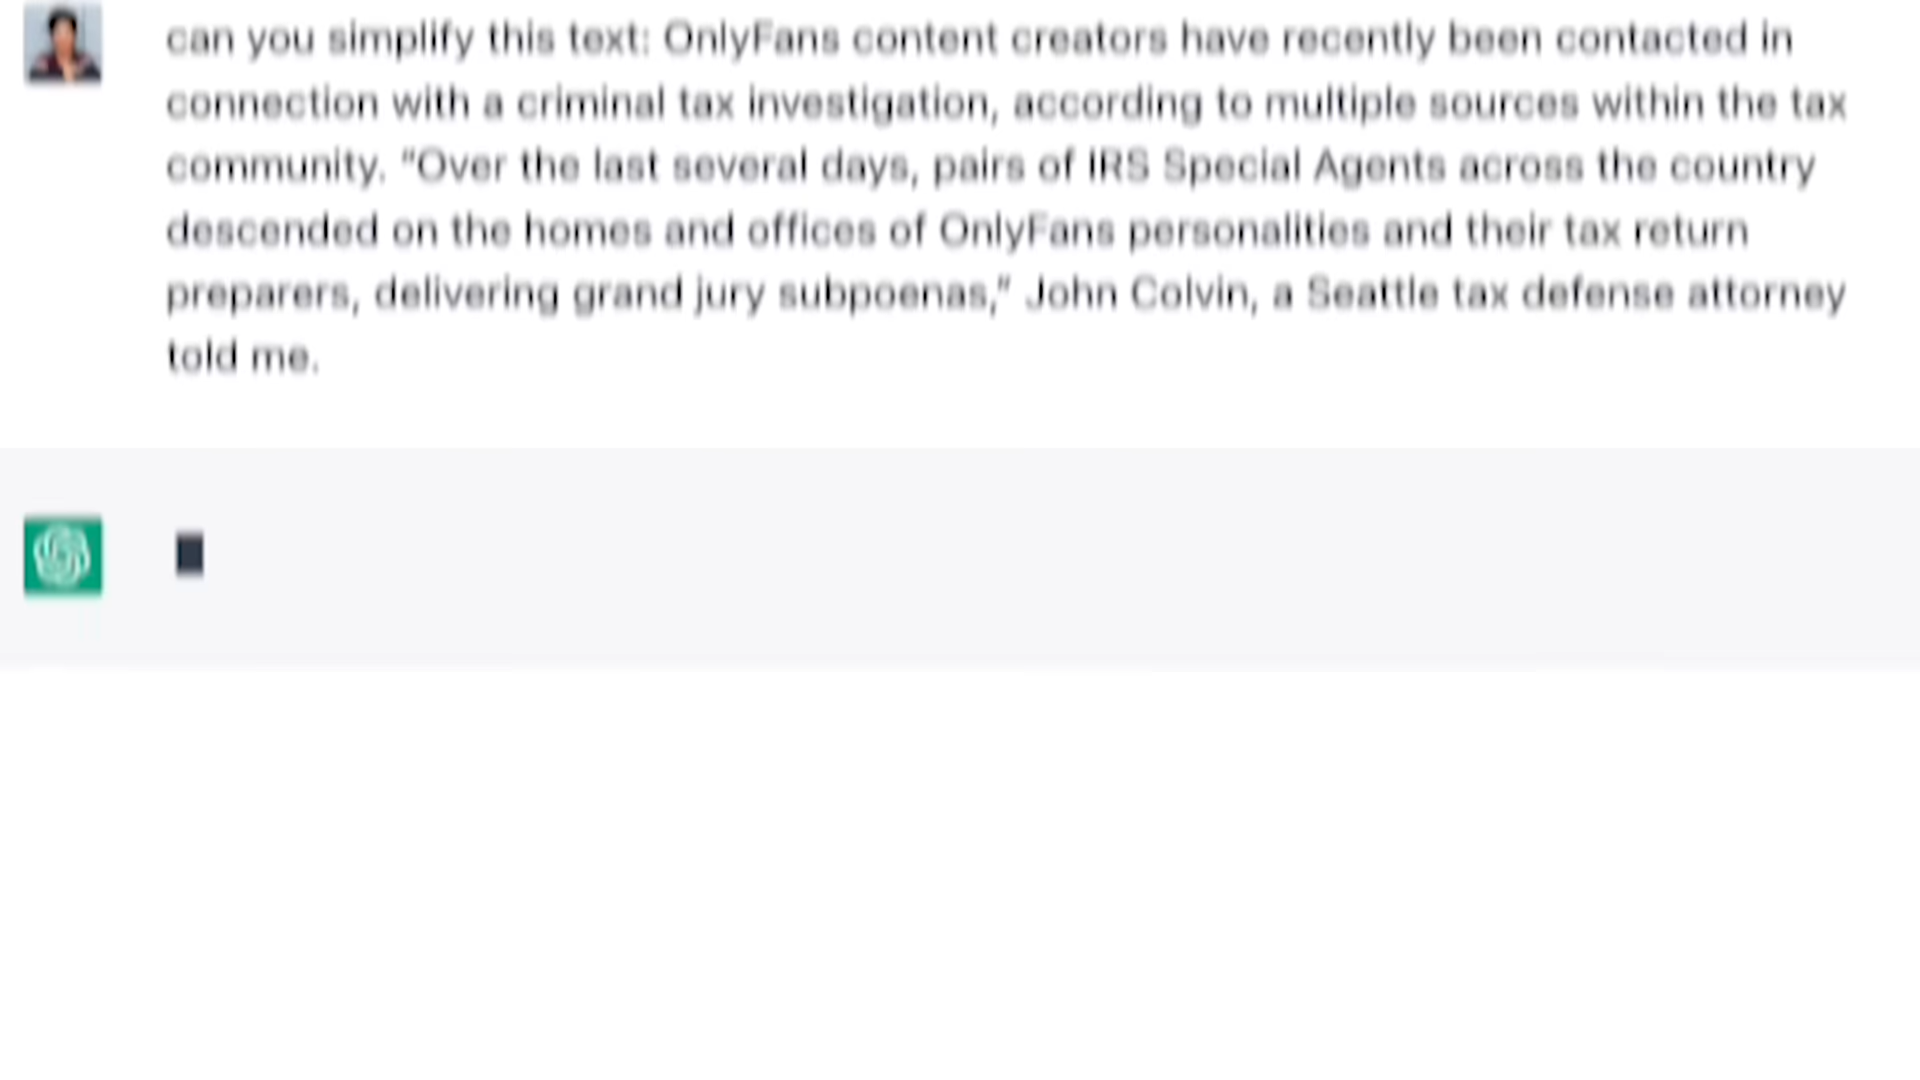 can you simplify this text: OnlyFans content creators have recently been contacted in
connection with a criminal tax investigation, according to multiple sources within the tax
community. "Over the last several days, pairs of IRS Special Agents across the country
descended on the homes and offices of OnlyFans personalities and their tax return
preparers, delivering grand jury subpoenas," John Colvin, a Seattle tax defense attorney
told me.